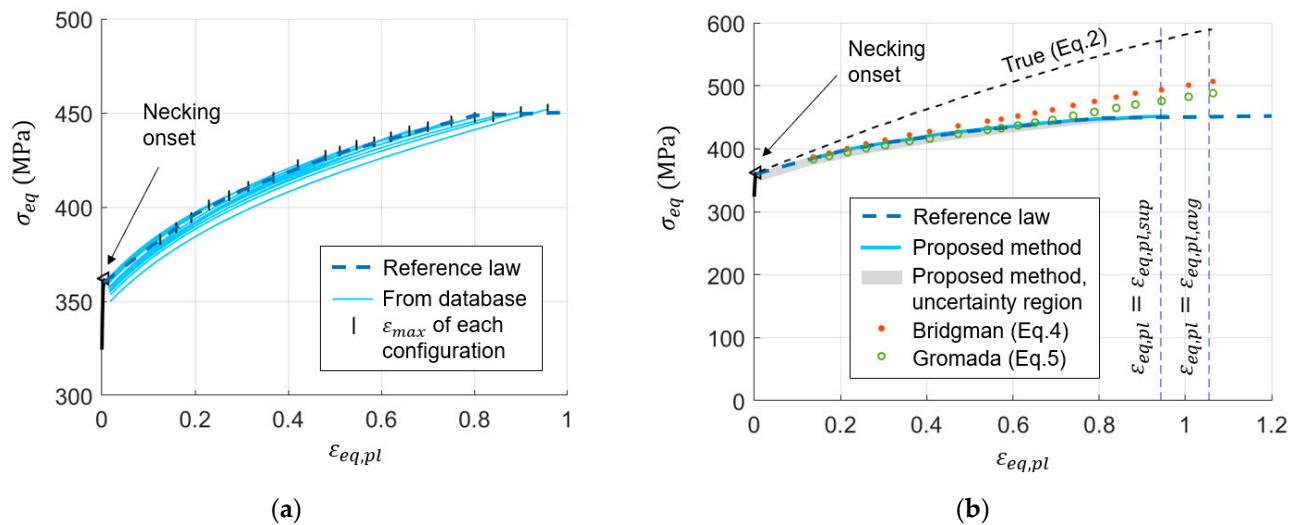 500
450
400
350
300
σeq (MPa)
Necking
onset
Reference law
From database
εmax of each
configuration
0
0.2
0.4
0.6
0.8
1
εeq,pl
(a)
600
500
400
300
200
100
0
σeq (MPa)
Necking
onset
True (Eq.2)
Reference law
Proposed method
Proposed method,
uncertainty region
Bridgman (Eq.4)
Gromada (Eq.5)
εeq,pl = εeq,pl,sup
εeq,pl = εeq,pl,avg
0
0.2
0.4
0.6
0.8
1
1.2
εeq,pl
(b)